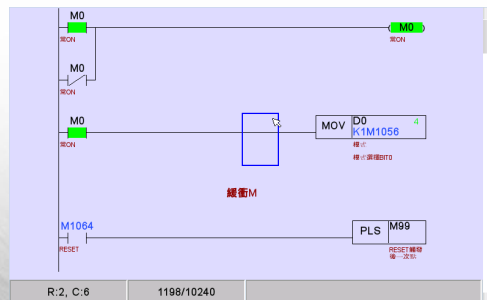 M0
常ON
M0
常ON
M0
常ON
M0
常ON
MOV D0 4
K1M1056
模式
模式選擇BIT0
緩衝M
M1064
RESET
PLS M99
RESET觸發
後一次點
R:2, C:6
1198/10240